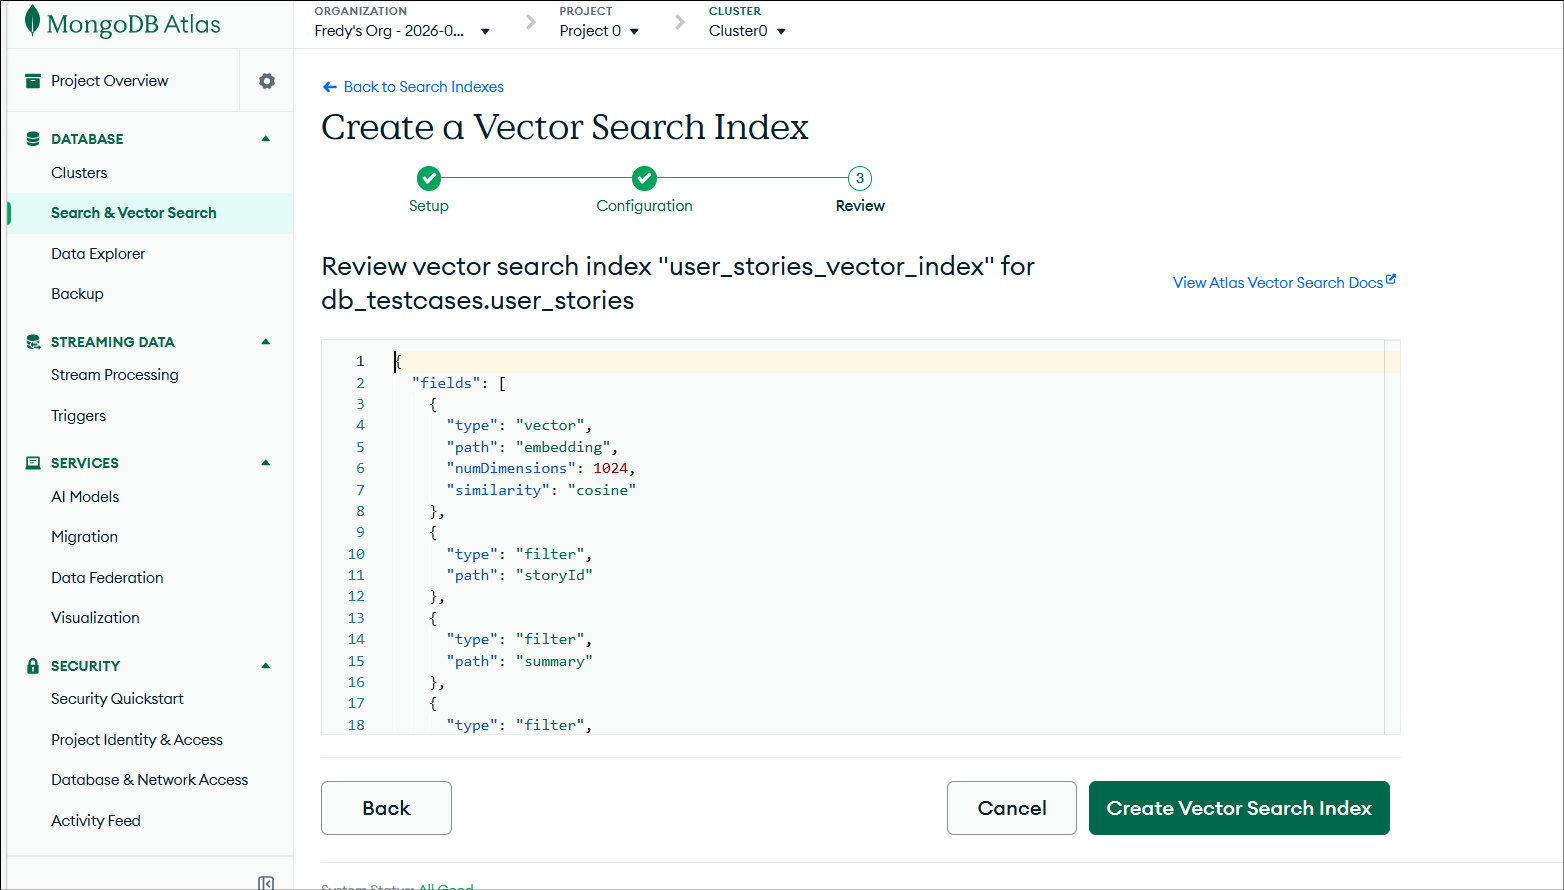 MongoDB Atlas
ORGANIZATION
Fredy's Org - 2026-0...
PROJECT
Project 0
CLUSTER
Cluster0
Project Overview
DATABASE
Clusters
Search & Vector Search
Data Explorer
Backup
STREAMING DATA
Stream Processing
Triggers
SERVICES
AI Models
Migration
Data Federation
Visualization
SECURITY
Security Quickstart
Project Identity & Access
Database & Network Access
Activity Feed
Back to Search Indexes
Create a Vector Search Index
Setup
Configuration
3
Review
Review vector search index "user_stories_vector_index" for
db_testcases.user_stories
View Atlas Vector Search Docs
1 {
2 "fields": [
3 {
4 "type": "vector",
5 "path": "embedding",
6 "numDimensions": 1024,
7 "similarity": "cosine"
8 },
9 {
10 "type": "filter",
11 "path": "storyId"
12 },
13 {
14 "type": "filter",
15 "path": "summary"
16 },
17 {
18 "type": "filter",
Back
Cancel
Create Vector Search Index
System Status: All Good